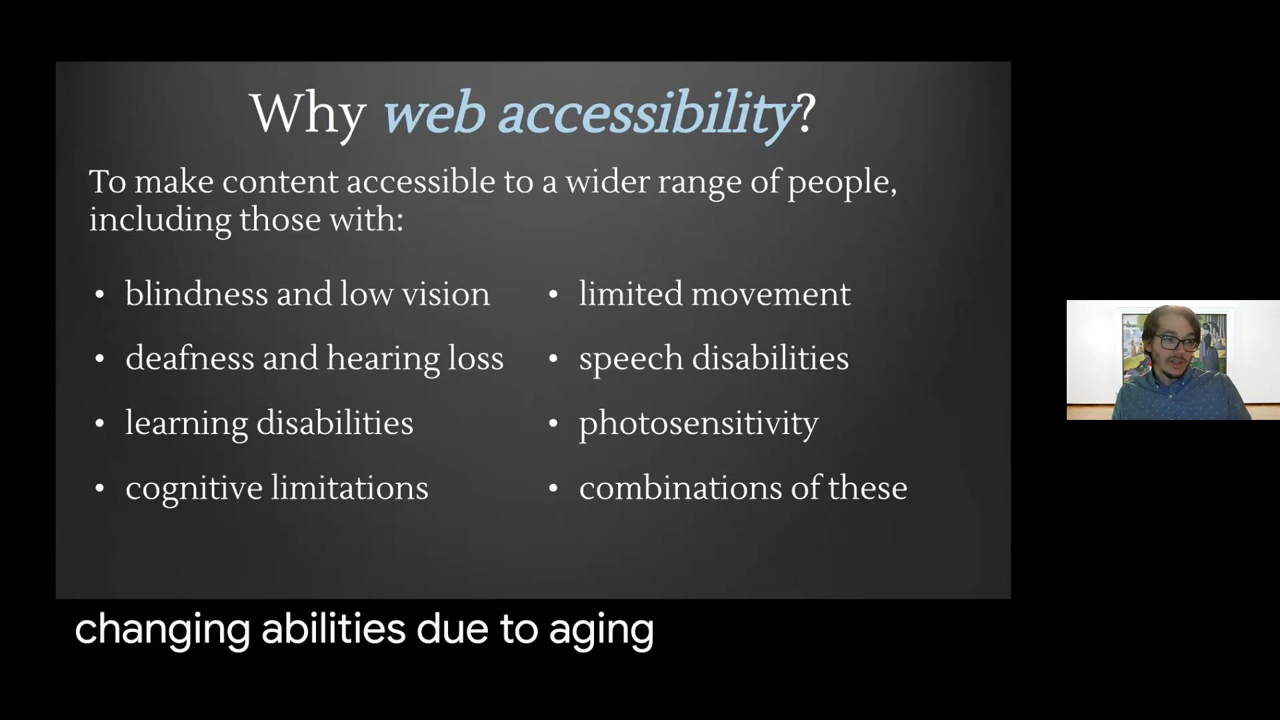 Why web accessibility?
To make content accessible to a wider range of people,
including those with:
• blindness and low vision
• deafness and hearing loss
• learning disabilities
• cognitive limitations
• limited movement
• speech disabilities
• photosensitivity
• combinations of these
changing abilities due to aging